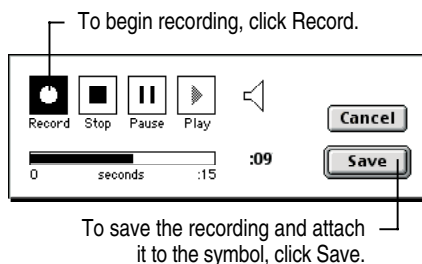 To begin recording, click Record.
Record Stop Pause Play
Cancel
0 seconds :15
:09
Save
To save the recording and attach
it to the symbol, click Save.